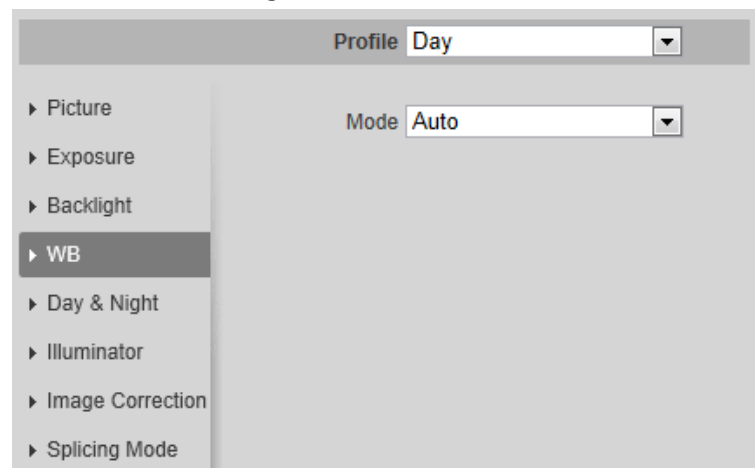 Profile Day
Picture
Mode Auto
Exposure
Backlight
WB
Day & Night
Illuminator
Image Correction
Splicing Mode